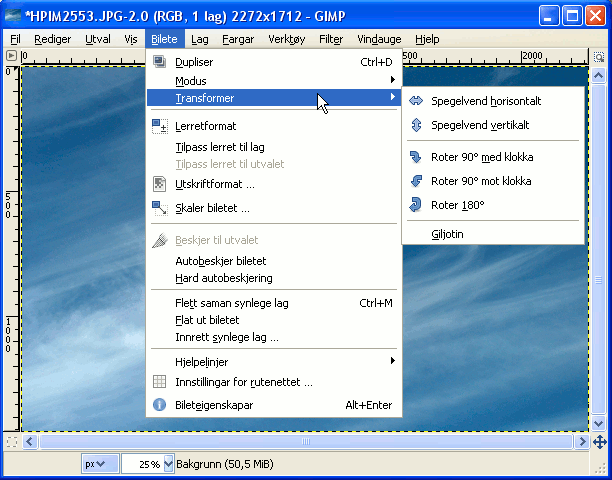 *HPIM2553.JPG-2.0 (RGB, 1 lag) 2272x1712 - GIMP
Fil Rediger Utval Vis Bilete Lag Fargar Verktøy Filter Vindauge Hjelp
0 500 2000
0
500
1000
Dupliser Ctrl+D
Modus
Transformer
Lerretformat
Tilpass lerret til lag
Tilpass lerret til utvalet
Utskriftformat ...
Skaler biletet ...
Beskjer til utvalet
Autobeskjer biletet
Hard autobeskjering
Flett saman synlege lag Ctrl+M
Flat ut biletet
Innrett synlege lag ...
Hjelpelinjer
Innstillingar for rutenettet ...
Bileteigenskapar Alt+Enter
Spegelvend horisontalt
Spegelvend vertikalt
Roter 90° med klokka
Roter 90° mot klokka
Roter 180°
Giljotin
px 25% Bakgrunn (50,5 MiB)